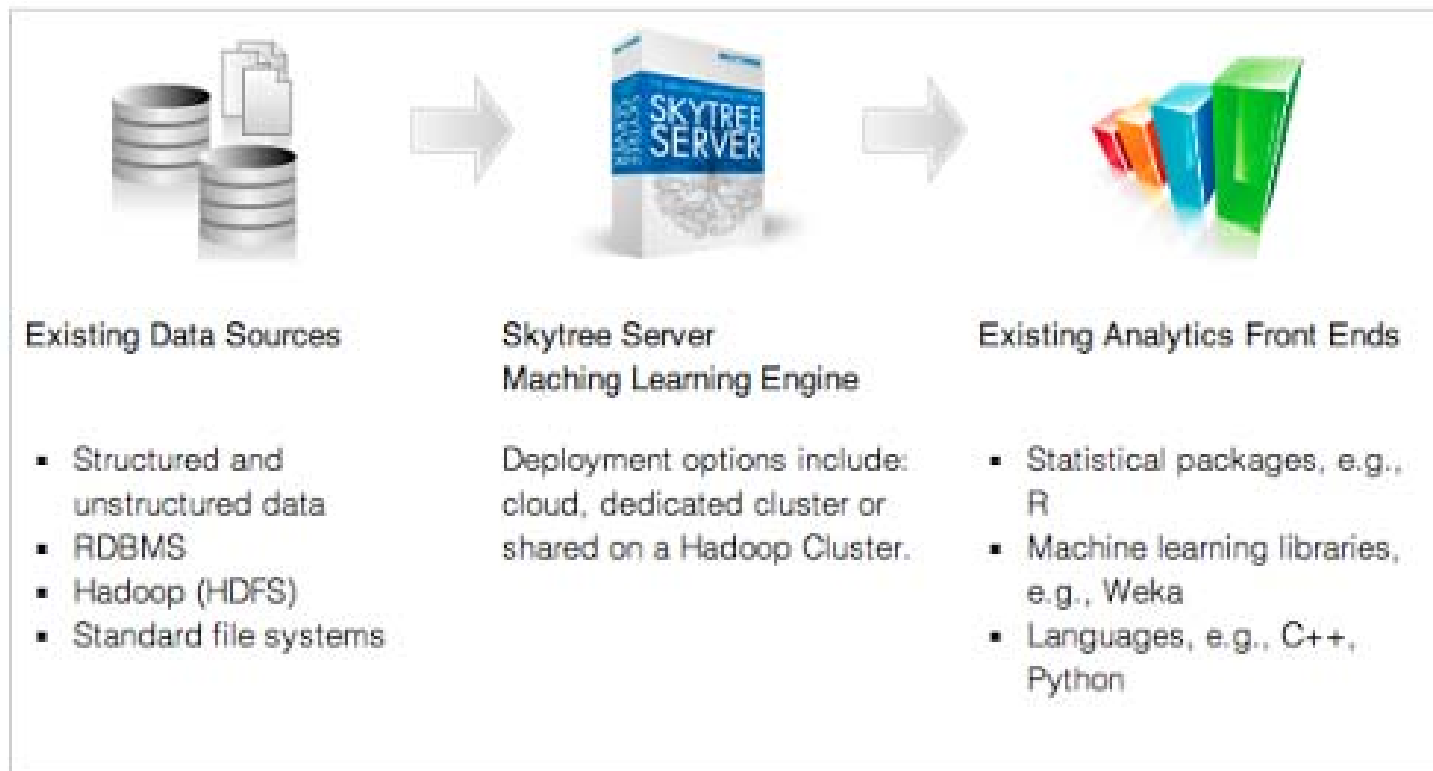 SKYTREE
SERVER
Existing Data Sources
▪ Structured and
unstructured data
▪ RDBMS
▪ Hadoop (HDFS)
▪ Standard file systems
Skytree Server
Maching Learning Engine
Deployment options include:
cloud, dedicated cluster or
shared on a Hadoop Cluster.
Existing Analytics Front Ends
▪ Statistical packages, e.g.,
R
▪ Machine learning libraries,
e.g., Weka
▪ Languages, e.g., C++,
Python